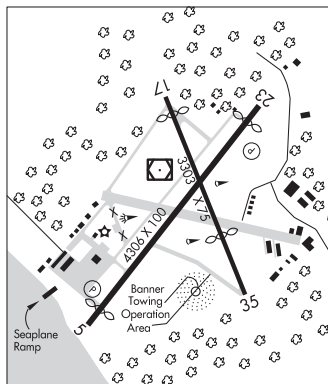 17
23
3303 X 75
4306 X 100
P
X
X
P
Banner
Towing
Operation
Area
5
35
Seaplane
Ramp